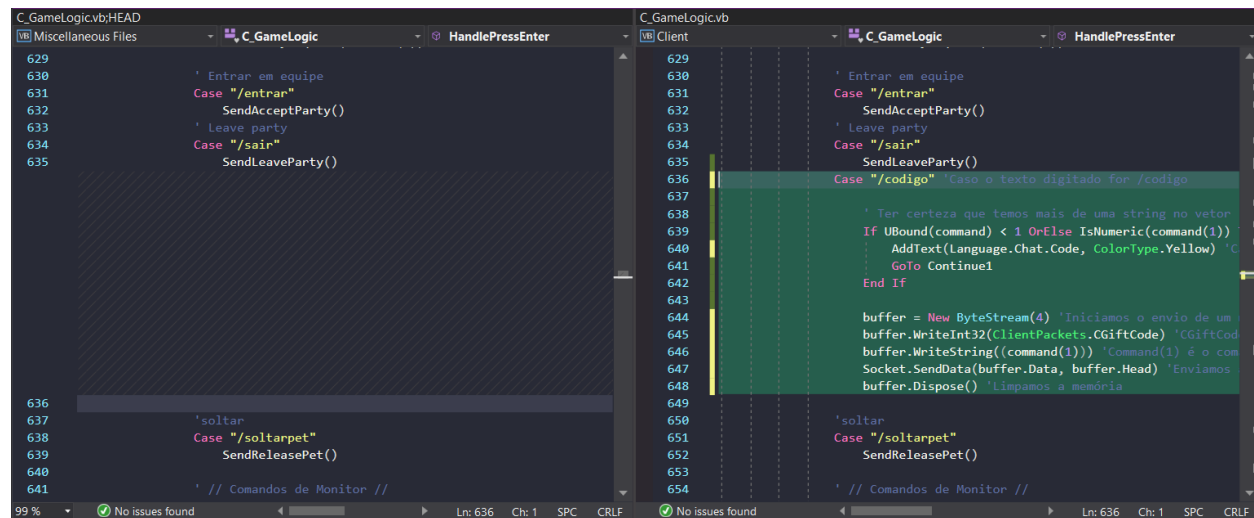 C_GameLogic.vb;HEAD
VB Miscellaneous Files C_GameLogic HandlePressEnter
629
630 ' Entrar em equipe
631 Case "/entrar"
632 SendAcceptParty()
633 ' Leave party
634 Case "/sair"
635 SendLeaveParty()
636
637 'soltar
638 Case "/soltarpet"
639 SendReleasePet()
640
641 ' // Comandos de Monitor //
99 % No issues found Ln: 636 Ch: 1 SPC CRLF
C_GameLogic.vb
VB Client C_GameLogic HandlePressEnter
629
630 ' Entrar em equipe
631 Case "/entrar"
632 SendAcceptParty()
633 ' Leave party
634 Case "/sair"
635 SendLeaveParty()
636 Case "/codigo" 'Caso o texto digitado for /codigo
637
638 ' Ter certeza que temos mais de uma string no vetor
639 If UBound(command) < 1 OrElse IsNumeric(command(1))
640 AddText(Language.Chat.Code, ColorType.Yellow)
641 GoTo Continue1
642 End If
643
644 buffer = New ByteStream(4) 'Iniciamos o envio de um
645 buffer.WriteInt32(ClientPackets.CGiftCode)
646 buffer.WriteString((command(1))) 'Command(1) é o
647 Socket.SendData(buffer.Data, buffer.Head) 'Enviamos
648 buffer.Dispose() 'Limpamos a memória
649
650 'soltar
651 Case "/soltarpet"
652 SendReleasePet()
653
654 ' // Comandos de Monitor //
No issues found Ln: 636 Ch: 1 SPC CRLF